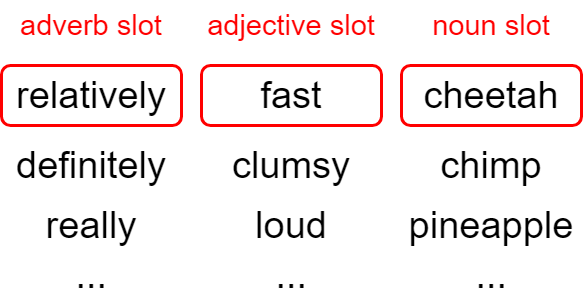 adverb slot adjective slot noun slot
relatively fast cheetah
definitely clumsy chimp
really loud pineapple
... ... ...